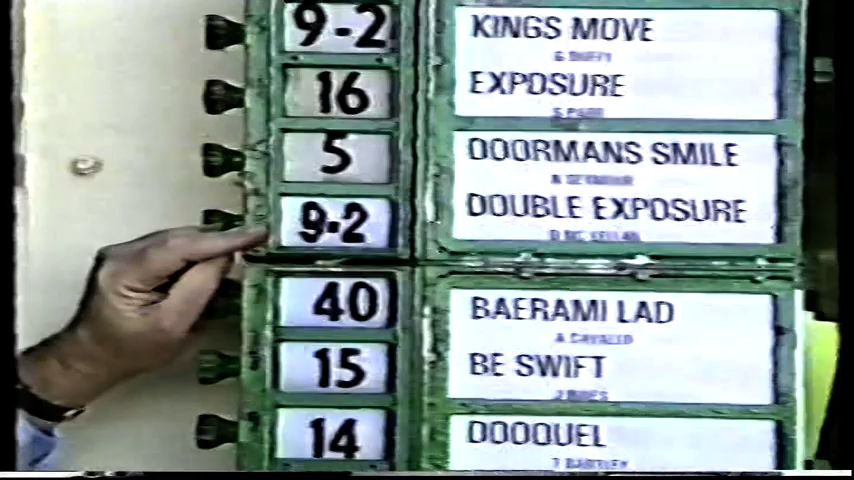 9-2 KINGS MOVE
16 EXPOSURE
5 DOORMANS SMILE
9-2 DOUBLE EXPOSURE
40 BAERAMI LAD
A CAVALLO
15 BE SWIFT
14 DOOQUEL